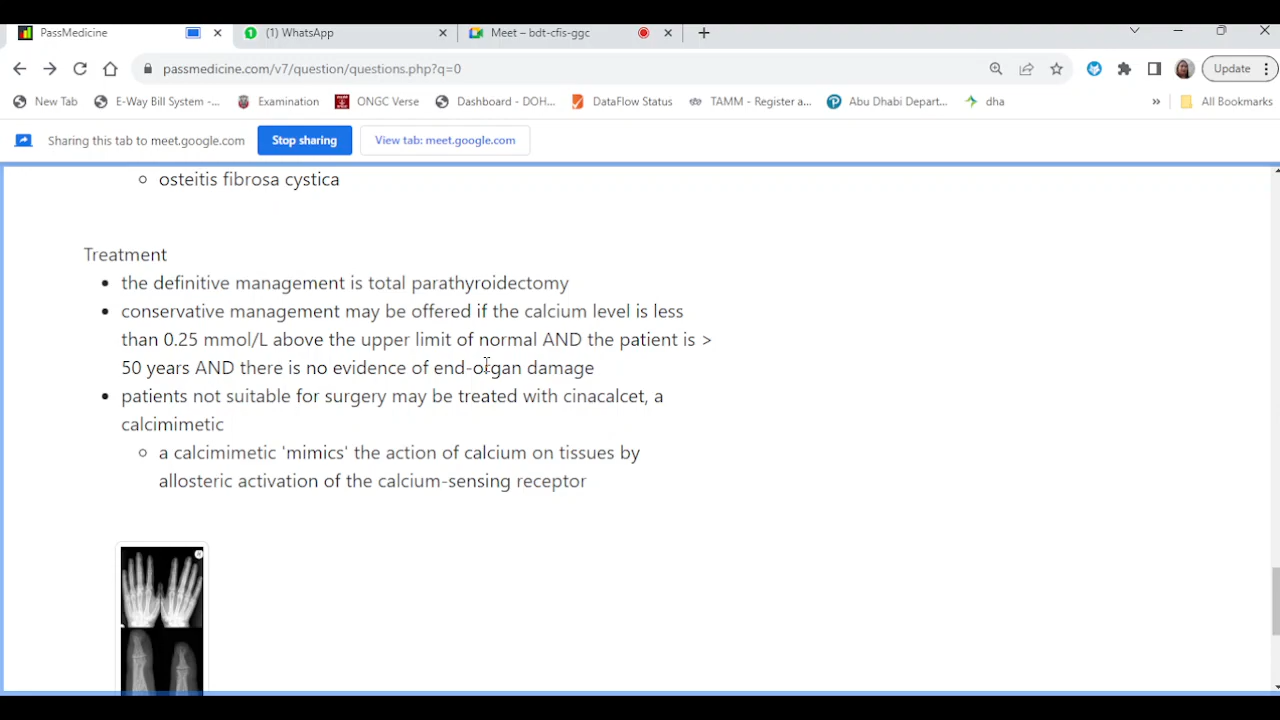 PassMedicine
(1) WhatsApp
Meet – bdt-cfis-ggc
passmedicine.com/v7/question/questions.php?q=0
Update
New Tab
E-Way Bill System -...
Examination
ONGC Verse
Dashboard - DOH...
DataFlow Status
TAMM - Register a...
Abu Dhabi Depart...
dha
»
All Bookmarks
Sharing this tab to meet.google.com
Stop sharing
View tab: meet.google.com
osteitis fibrosa cystica
Treatment
the definitive management is total parathyroidectomy
conservative management may be offered if the calcium level is less
than 0.25 mmol/L above the upper limit of normal AND the patient is >
50 years AND there is no evidence of end-organ damage
patients not suitable for surgery may be treated with cinacalcet, a
calcimimetic
a calcimimetic 'mimics' the action of calcium on tissues by
allosteric activation of the calcium-sensing receptor